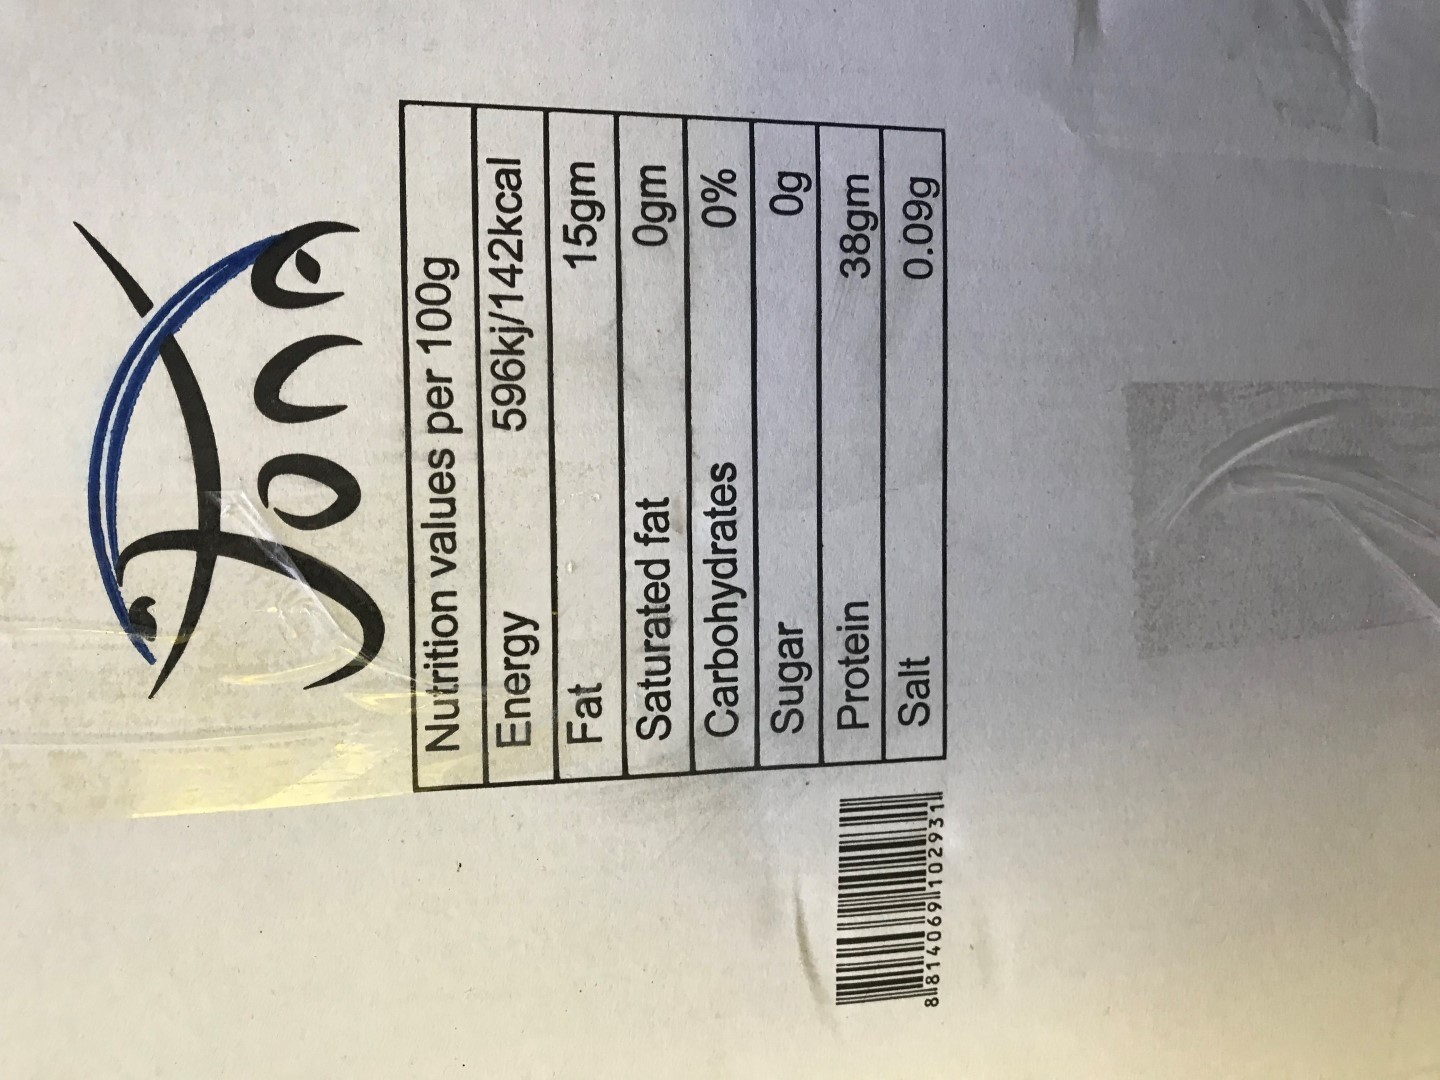 Jona
Nutrition values per 100g
Energy 596kj/142kcal
Fat 15gm
Saturated fat 0gm
Carbohydrates 0%
Sugar 0g
Protein 38gm
Salt 0.09g
8814069102931